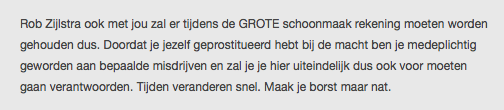 Rob Zijlstra ook met jou zal er tijdens de GROTE schoonmaak rekening moeten worden
gehouden dus. Doordat je jezelf geprostitueerd hebt bij de macht ben je medeplichtig
geworden aan bepaalde misdrijven en zal je je hier uiteindelijk dus ook voor moeten
gaan verantwoorden. Tijden veranderen snel. Maak je borst maar nat.